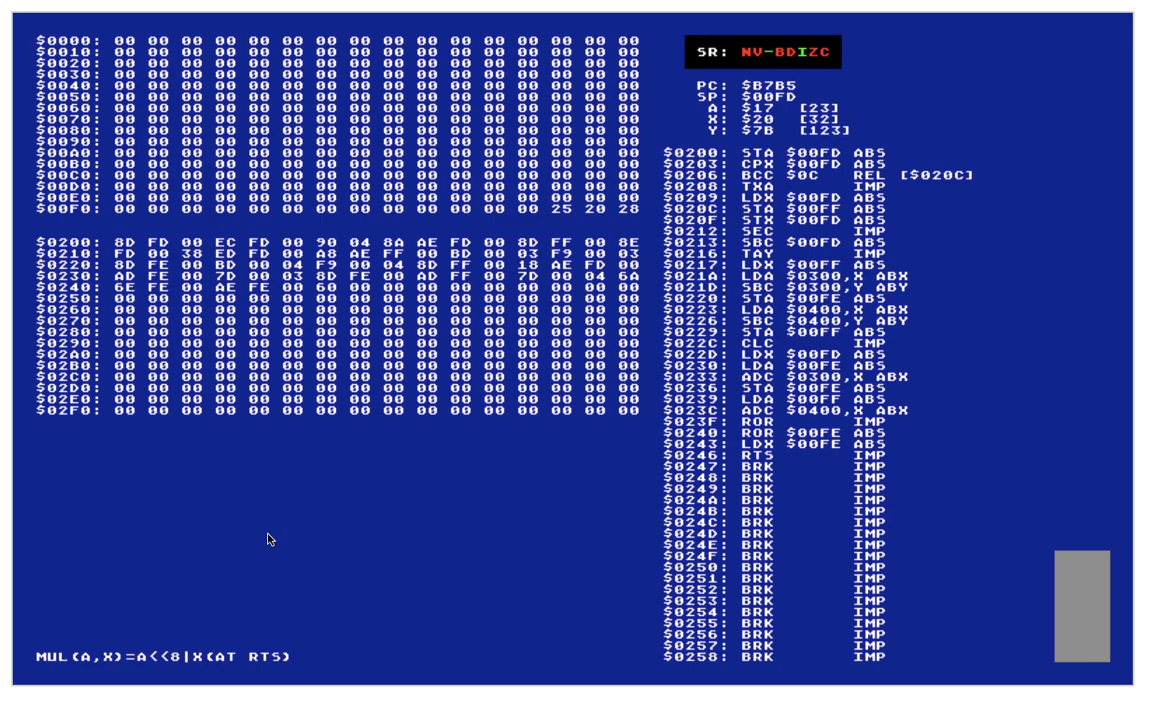 $0000: 00 00 00 00 00 00 00 00 00 00 00 00 00 00 00 00
$0010: 00 00 00 00 00 00 00 00 00 00 00 00 00 00 00 00
$0020: 00 00 00 00 00 00 00 00 00 00 00 00 00 00 00 00
$0030: 00 00 00 00 00 00 00 00 00 00 00 00 00 00 00 00
$0040: 00 00 00 00 00 00 00 00 00 00 00 00 00 00 00 00
$0050: 00 00 00 00 00 00 00 00 00 00 00 00 00 00 00 00
$0060: 00 00 00 00 00 00 00 00 00 00 00 00 00 00 00 00
$0070: 00 00 00 00 00 00 00 00 00 00 00 00 00 00 00 00
$0080: 00 00 00 00 00 00 00 00 00 00 00 00 00 00 00 00
$0090: 00 00 00 00 00 00 00 00 00 00 00 00 00 00 00 00
$00A0: 00 00 00 00 00 00 00 00 00 00 00 00 00 00 00 00
$00B0: 00 00 00 00 00 00 00 00 00 00 00 00 00 00 00 00
$00C0: 00 00 00 00 00 00 00 00 00 00 00 00 00 00 00 00
$00D0: 00 00 00 00 00 00 00 00 00 00 00 00 00 00 00 00
$00E0: 00 00 00 00 00 00 00 00 00 00 00 00 00 00 00 00
$00F0: 00 00 00 00 00 00 00 00 00 00 00 00 00 25 20 28
$0200: 8D FD 00 EC FD 00 90 04 8A AE FD 00 8D FF 00 8E
$0210: FD 00 38 ED FD 00 A8 AE FF 00 BD 00 03 F9 00 03
$0220: 8D FE 00 BD 00 04 F9 00 04 8D FF 00 18 AE FD 00
$0230: AD FE 00 7D 00 03 8D FE 00 AD FF 00 7D 00 04 6A
$0240: 6E FE 00 AE FE 00 60 00 00 00 00 00 00 00 00 00
$0250: 00 00 00 00 00 00 00 00 00 00 00 00 00 00 00 00
$0260: 00 00 00 00 00 00 00 00 00 00 00 00 00 00 00 00
$0270: 00 00 00 00 00 00 00 00 00 00 00 00 00 00 00 00
$0280: 00 00 00 00 00 00 00 00 00 00 00 00 00 00 00 00
$0290: 00 00 00 00 00 00 00 00 00 00 00 00 00 00 00 00
$02A0: 00 00 00 00 00 00 00 00 00 00 00 00 00 00 00 00
$02B0: 00 00 00 00 00 00 00 00 00 00 00 00 00 00 00 00
$02C0: 00 00 00 00 00 00 00 00 00 00 00 00 00 00 00 00
$02D0: 00 00 00 00 00 00 00 00 00 00 00 00 00 00 00 00
$02E0: 00 00 00 00 00 00 00 00 00 00 00 00 00 00 00 00
$02F0: 00 00 00 00 00 00 00 00 00 00 00 00 00 00 00 00
MUL(A,X)=A<<8|X(AT RTS)
SR: NV-BDIZC
PC: $B7B5
SP: $00FD
A: $17 [23]
X: $20 [32]
Y: $7B [123]
$0200: STA $00FD ABS
$0203: CPX $00FD ABS
$0206: BCC $0C REL [$020C]
$0208: TXA IMP
$0209: LDX $00FD ABS
$020C: STA $00FF ABS
$020F: STX $00FD ABS
$0212: SEC IMP
$0213: SBC $00FD ABS
$0216: TAY IMP
$0217: LDX $00FF ABS
$021A: LDA $0300,X ABX
$021D: SBC $0300,Y ABY
$0220: STA $00FE ABS
$0223: LDA $0400,X ABX
$0226: SBC $0400,Y ABY
$0229: STA $00FF ABS
$022C: CLC IMP
$022D: LDX $00FD ABS
$0230: LDA $00FE ABS
$0233: ADC $0300,X ABX
$0236: STA $00FE ABS
$0239: LDA $00FF ABS
$023C: ADC $0400,X ABX
$023F: ROR IMP
$0240: ROR $00FE ABS
$0243: LDX $00FE ABS
$0246: RTS IMP
$0247: BRK IMP
$0248: BRK IMP
$0249: BRK IMP
$024A: BRK IMP
$024B: BRK IMP
$024C: BRK IMP
$024D: BRK IMP
$024E: BRK IMP
$024F: BRK IMP
$0250: BRK IMP
$0251: BRK IMP
$0252: BRK IMP
$0253: BRK IMP
$0254: BRK IMP
$0255: BRK IMP
$0256: BRK IMP
$0257: BRK IMP
$0258: BRK IMP